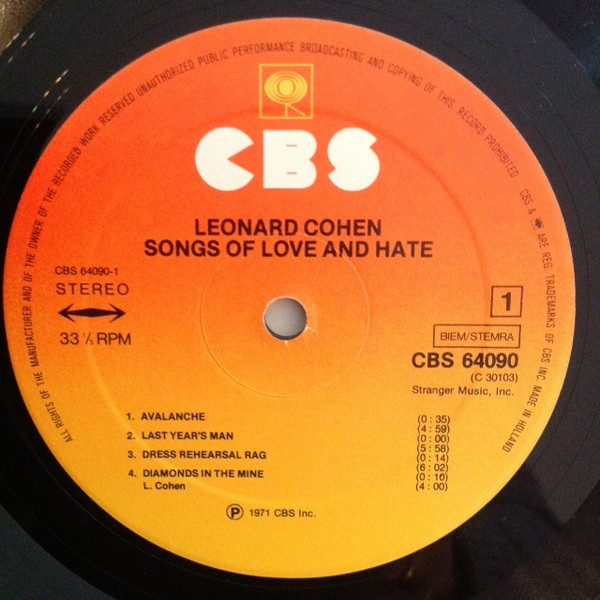 ALL RIGHTS OF THE MANUFACTURER AND OF THE OWNER OF THE RECORDED WORK RESERVED UNAUTHORIZED PUBLIC PERFORMANCE BROADCASTING AND COPYING OF THIS RECORD PROHIBITED
CBS & ARE REG. TRADEMARKS OF CBS INC. MADE IN HOLLAND
CBS
LEONARD COHEN
SONGS OF LOVE AND HATE
CBS 64090-1
STEREO
33 ⅓ RPM
1
BIEM/STEMRA
CBS 64090
(C 30103)
Stranger Music, Inc.
1. AVALANCHE (0 : 35)
(4 : 59)
2. LAST YEAR'S MAN (0 : 00)
(5 : 58)
3. DRESS REHEARSAL RAG (0 : 14)
(6 : 02)
4. DIAMONDS IN THE MINE (0 : 10)
L. Cohen (4 : 00)
Ⓟ 1971 CBS Inc.